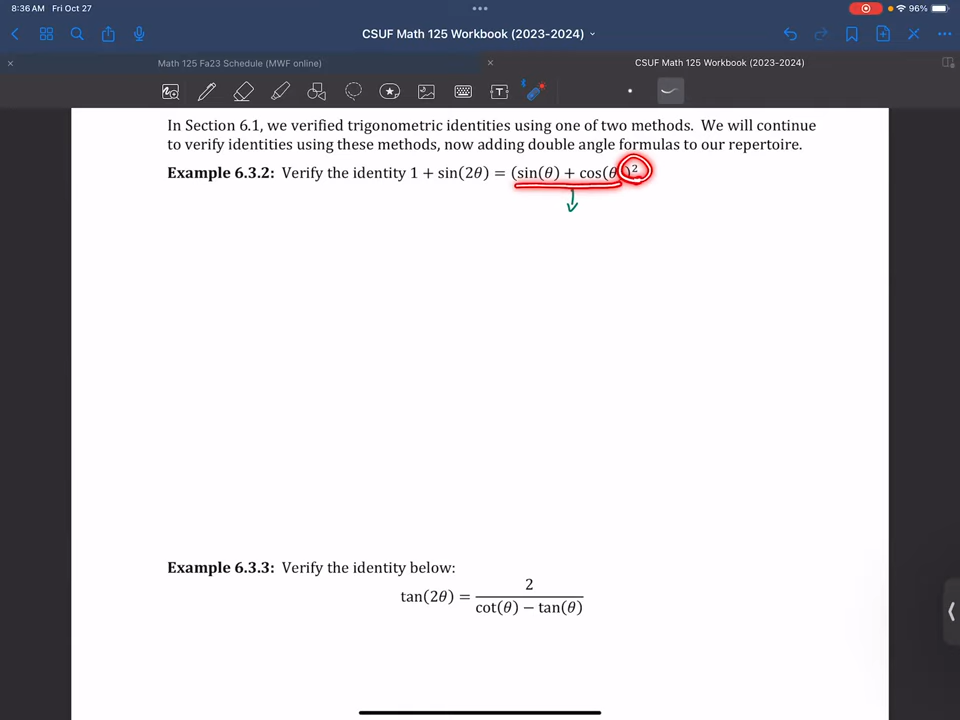 8:36 AM Fri Oct 27
96%
CSUF Math 125 Workbook (2023-2024)
Math 125 Fa23 Schedule (MWF online)
CSUF Math 125 Workbook (2023-2024)
In Section 6.1, we verified trigonometric identities using one of two methods. We will continue
to verify identities using these methods, now adding double angle formulas to our repertoire.
Example 6.3.2: Verify the identity 1 + sin(2θ) = (sin(θ) + cos(θ))²
Example 6.3.3: Verify the identity below:
tan(2θ) = 2 / (cot(θ) − tan(θ))